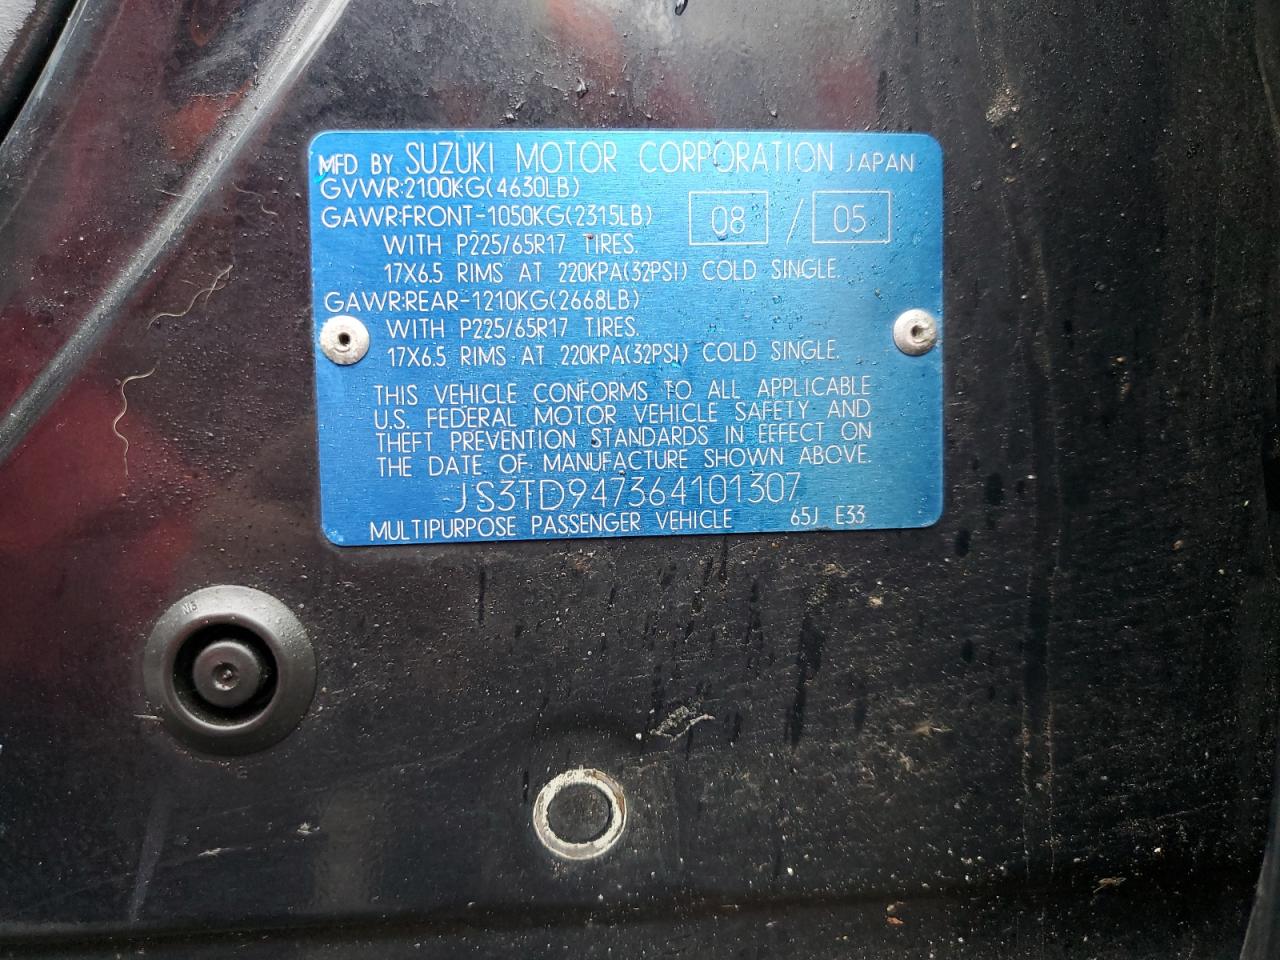 MFD BY SUZUKI MOTOR CORPORATION JAPAN
GVWR:2100KG(4630LB)
GAWR:FRONT-1050KG(2315LB) 08 / 05
WITH P225/65R17 TIRES.
17X6.5 RIMS AT 220KPA(32PSI) COLD SINGLE.
GAWR:REAR-1210KG(2668LB)
WITH P225/65R17 TIRES.
17X6.5 RIMS AT 220KPA(32PSI) COLD SINGLE.
THIS VEHICLE CONFORMS TO ALL APPLICABLE
U.S. FEDERAL MOTOR VEHICLE SAFETY AND
THEFT PREVENTION STANDARDS IN EFFECT ON
THE DATE OF MANUFACTURE SHOWN ABOVE.
JS3TD947364101307
MULTIPURPOSE PASSENGER VEHICLE 65J E33